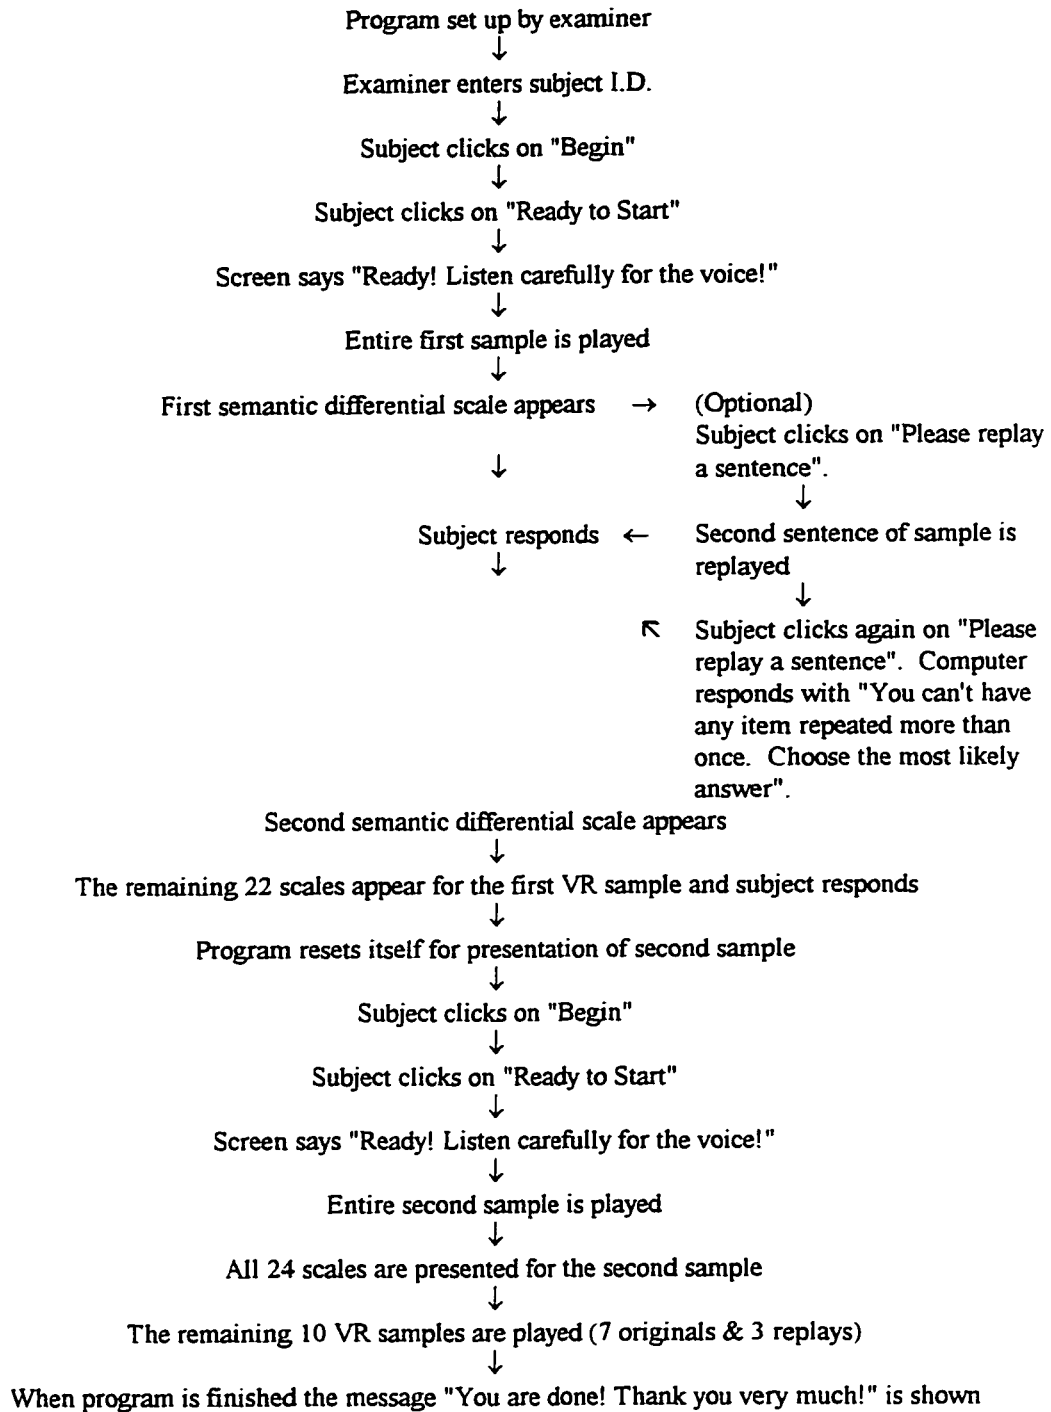 Program set up by examiner
↓
Examiner enters subject I.D.
↓
Subject clicks on "Begin"
↓
Subject clicks on "Ready to Start"
↓
Screen says "Ready! Listen carefully for the voice!"
↓
Entire first sample is played
↓
First semantic differential scale appears → (Optional)
Subject clicks on "Please replay
a sentence".
↓
↓
Subject responds ← Second sentence of sample is
replayed
↓
↓
↖ Subject clicks again on "Please
replay a sentence". Computer
responds with "You can't have
any item repeated more than
once. Choose the most likely
answer".
Second semantic differential scale appears
↓
The remaining 22 scales appear for the first VR sample and subject responds
↓
Program resets itself for presentation of second sample
↓
Subject clicks on "Begin"
↓
Subject clicks on "Ready to Start"
↓
Screen says "Ready! Listen carefully for the voice!"
↓
Entire second sample is played
↓
All 24 scales are presented for the second sample
↓
The remaining 10 VR samples are played (7 originals & 3 replays)
↓
When program is finished the message "You are done! Thank you very much!" is shown